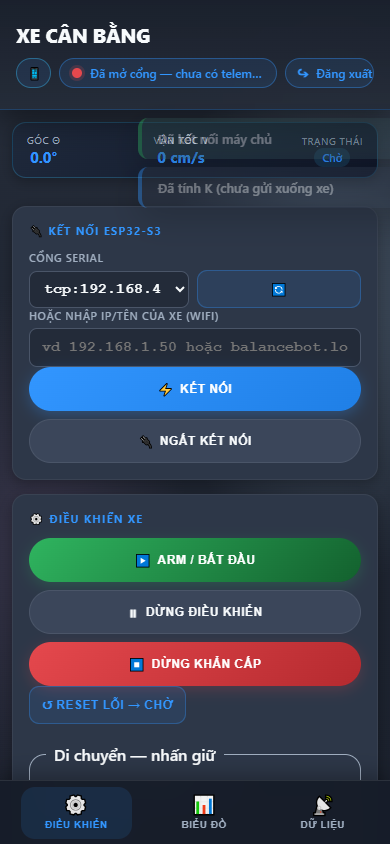 XE CÂN BẰNG
Đã mở cổng — chưa có telem...
Đăng xuất
GÓC Θ
VẬN TỐC V
TRẠNG THÁI
0.0°
0 cm/s
Chờ
Đã kết nối máy chủ
Đã tính K (chưa gửi xuống xe)
KẾT NỐI ESP32-S3
CỔNG SERIAL
tcp:192.168.4
HOẶC NHẬP IP/TÊN CỦA XE (WIFI)
vd 192.168.1.50 hoặc balancebot.lo
KẾT NỐI
NGẮT KẾT NỐI
ĐIỀU KHIỂN XE
ARM / BẮT ĐẦU
DỪNG ĐIỀU KHIỂN
DỪNG KHẨN CẤP
↺ RESET LỖI → CHỜ
Di chuyển — nhấn giữ
ĐIỀU KHIỂN
BIỂU ĐỒ
DỮ LIỆU